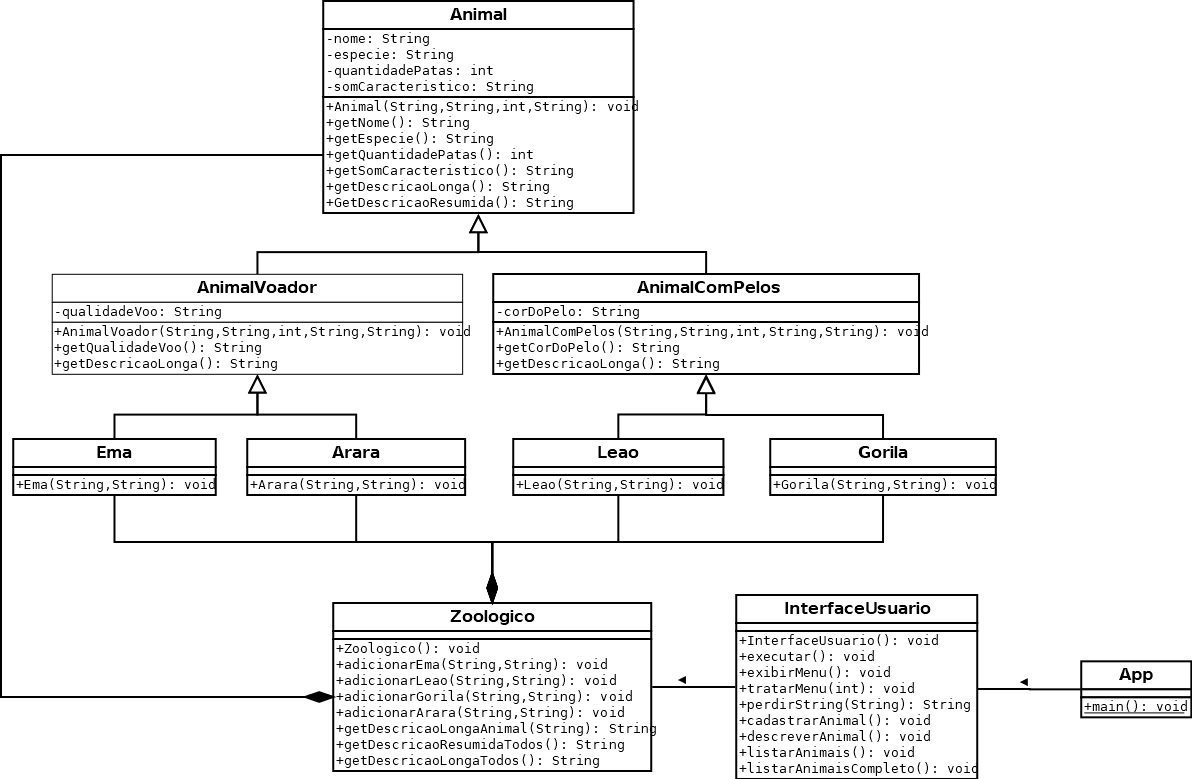 Animal
-nome: String
-especie: String
-quantidadePatas: int
-somCaracteristico: String
+Animal(String,String,int,String): void
+getNome(): String
+getEspecie(): String
+getQuantidadePatas(): int
+getSomCaracteristico(): String
+getDescricaoLonga(): String
+GetDescricaoResumida(): String
AnimalVoador
-qualidadeVoo: String
+AnimalVoador(String,String,int,String,String): void
+getQualidadeVoo(): String
+getDescricaoLonga(): String
AnimalComPelos
-corDoPelo: String
+AnimalComPelos(String,String,int,String,String): void
+getCorDoPelo(): String
+getDescricaoLonga(): String
Ema
+Ema(String,String): void
Arara
+Arara(String,String): void
Leao
+Leao(String,String): void
Gorila
+Gorila(String,String): void
Zoologico
+Zoologico(): void
+adicionarEma(String,String): void
+adicionarLeao(String,String): void
+adicionarGorila(String,String): void
+adicionarArara(String,String): void
+getDescricaoLongaAnimal(String): String
+getDescricaoResumidaTodos(): String
+getDescricaoLongaTodos(): String
InterfaceUsuario
+InterfaceUsuario(): void
+executar(): void
+exibirMenu(): void
+tratarMenu(int): void
+perdirString(String): String
+cadastrarAnimal(): void
+descreverAnimal(): void
+listarAnimais(): void
+listarAnimaisCompleto(): void
App
+main(): void